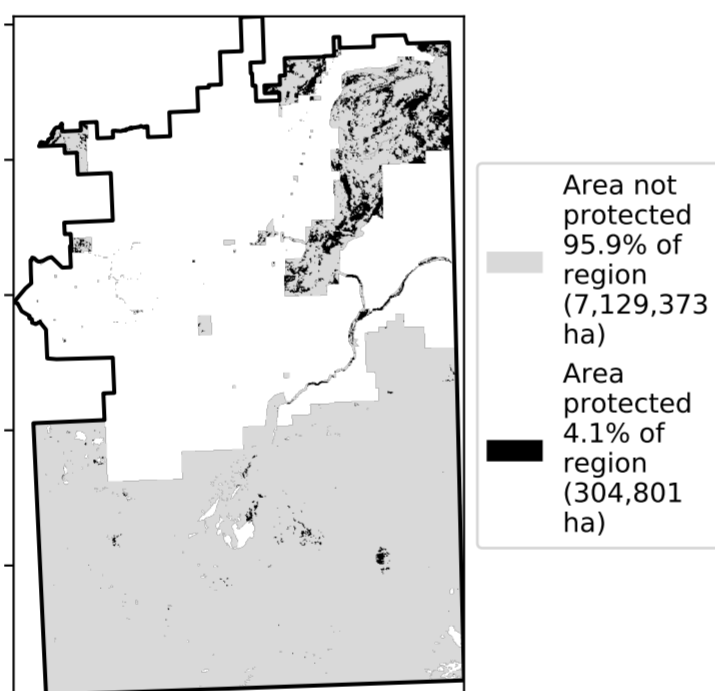 Area not
protected
95.9% of
region
(7,129,373
ha)
Area
protected
4.1% of
region
(304,801
ha)